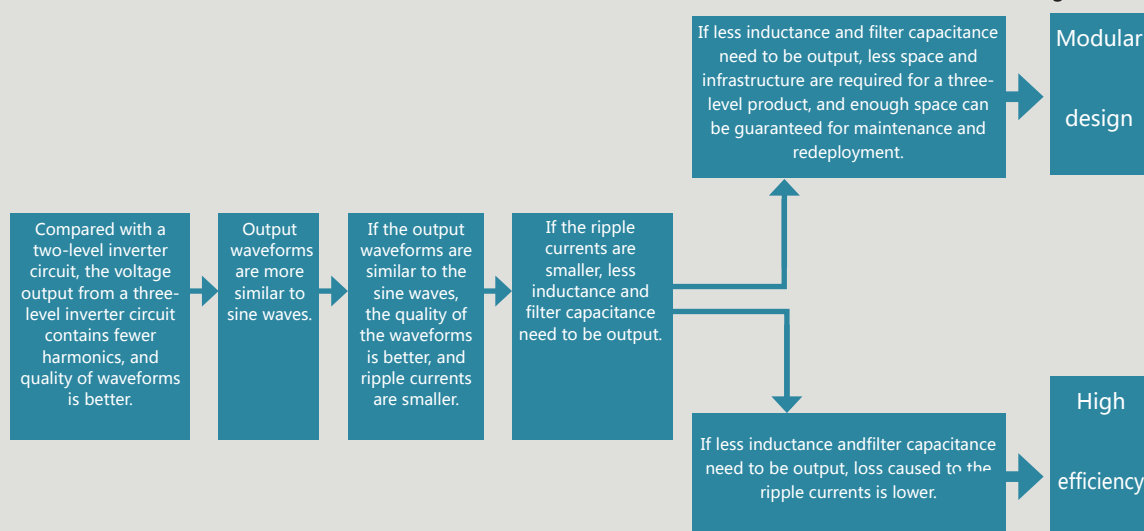 Compared with a
two-level inverter
circuit, the voltage
output from a three-
level inverter circuit
contains fewer
harmonics, and
quality of waveforms
is better.
Output
waveforms
are more
similar to
sine waves.
If the output
waveforms are
similar to the
sine waves,
the quality of
the waveforms
is better, and
ripple currents
are smaller.
If the ripple
currents are
smaller, less
inductance and
filter capacitance
need to be output.
If less inductance and filter capacitance
need to be output, less space and
infrastructure are required for a three-
level product, and enough space can
be guaranteed for maintenance and
redeployment.
Modular
design
If less inductance andfilter capacitance
need to be output, loss caused to the
ripple currents is lower.
High
efficiency